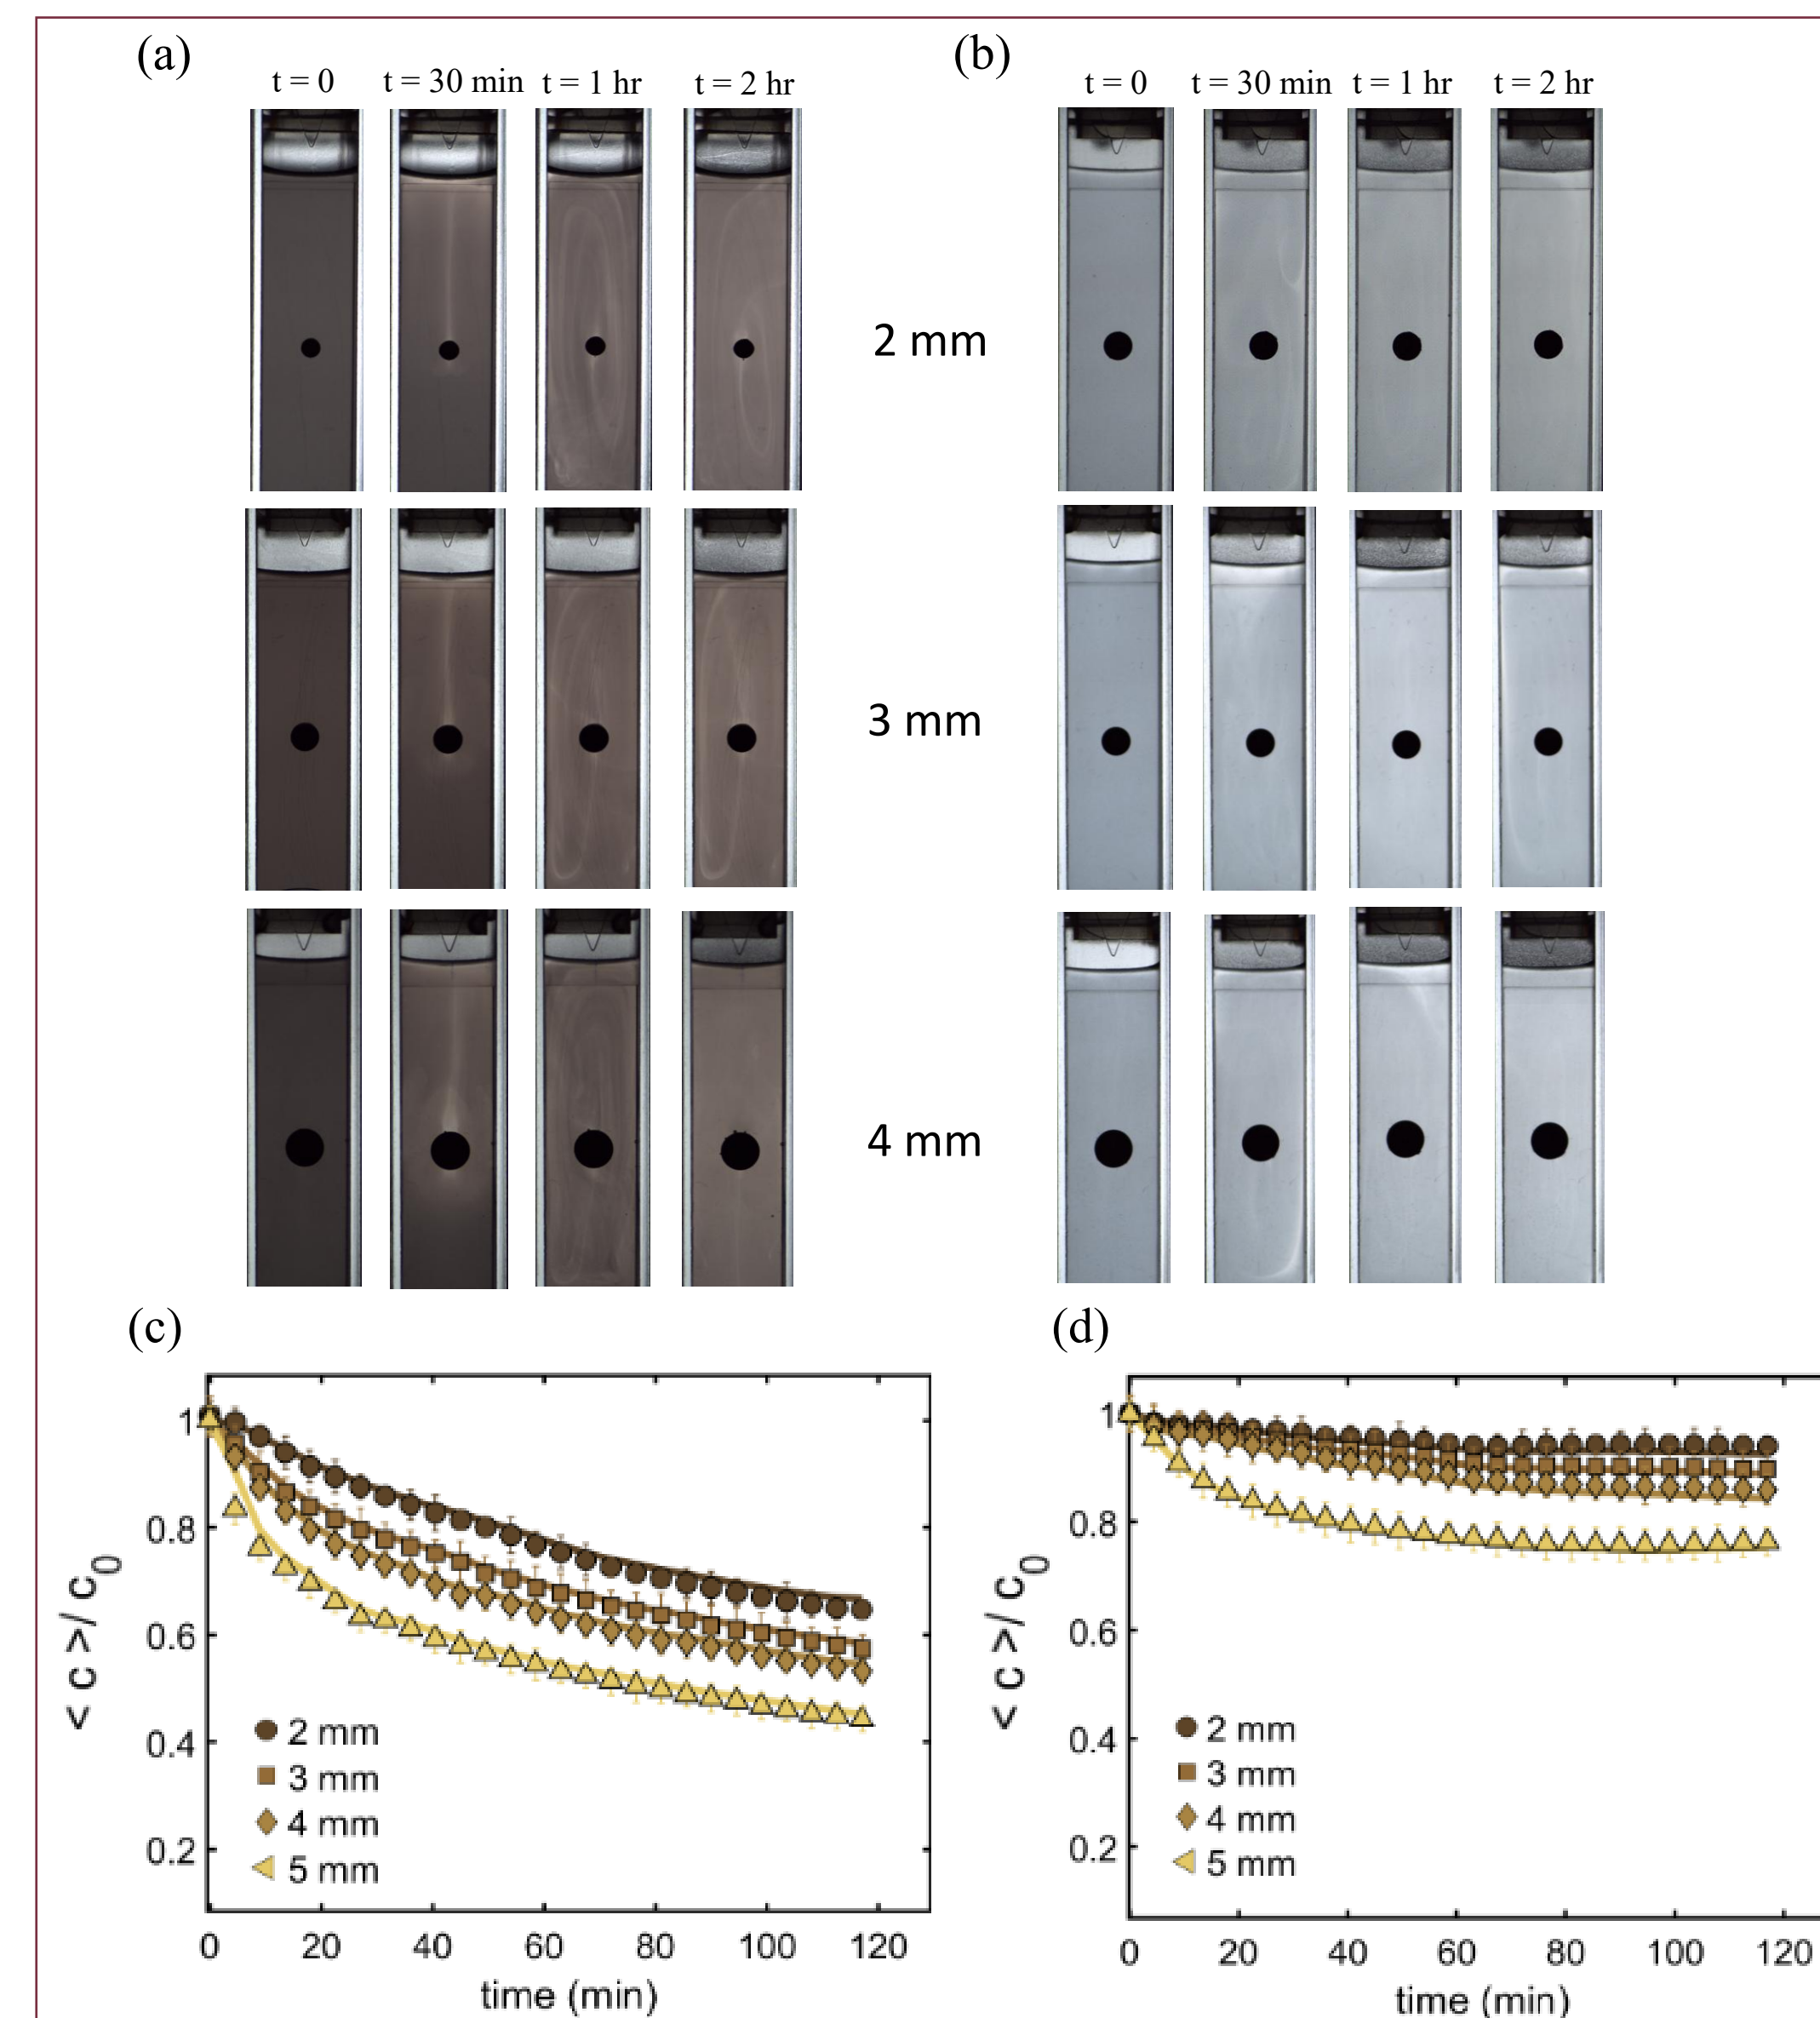 (a)
t = 0 t = 30 min t = 1 hr t = 2 hr
(b)
t = 0 t = 30 min t = 1 hr t = 2 hr
2 mm
3 mm
4 mm
(c)
1
0.8
0.6
0.4
0.2
< c >/ c0
2 mm
3 mm
4 mm
5 mm
0 20 40 60 80 100 120
time (min)
(d)
1
0.8
0.6
0.4
0.2
< c >/ c0
2 mm
3 mm
4 mm
5 mm
0 20 40 60 80 100 120
time (min)